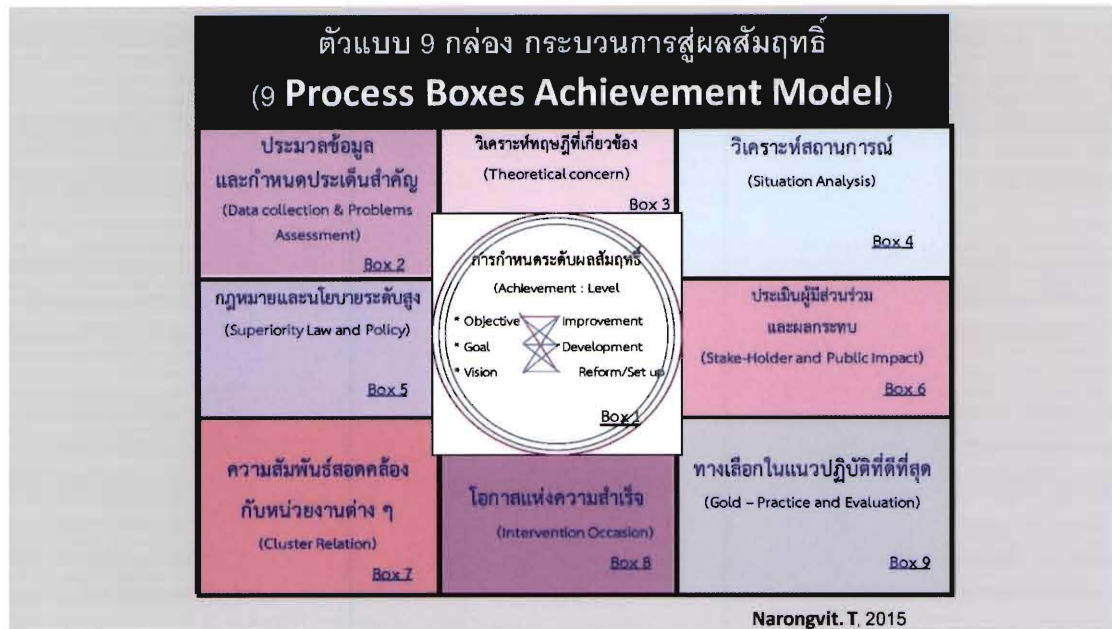 ตัวแบบ 9 กล่อง กระบวนการสู่ผลสัมฤทธิ์
(9 Process Boxes Achievement Model)
ประมวลข้อมูล
และกำหนดประเด็นสำคัญ
(Data collection & Problems
Assessment)
Box 2
วิเคราะห์ทฤษฎีที่เกี่ยวข้อง
(Theoretical concern)
Box 3
วิเคราะห์สถานการณ์
(Situation Analysis)
Box 4
การกำหนดระดับผลสัมฤทธิ์
(Achievement : Level
* Objective Improvement
* Goal * Development
* Vision Reform/Set up
Box 1
กฎหมายและนโยบายระดับสูง
(Superiority Law and Policy)
Box 5
ประเมินผู้มีส่วนร่วม
และผลกระทบ
(Stake-Holder and Public Impact)
Box 6
ความสัมพันธ์สอดคล้อง
กับหน่วยงานต่าง ๆ
(Cluster Relation)
Box 7
โอกาสแห่งความสำเร็จ
(Intervention Occasion)
Box 8
ทางเลือกในแนวปฏิบัติที่ดีที่สุด
(Gold – Practice and Evaluation)
Box 9
Narongvit. T, 2015